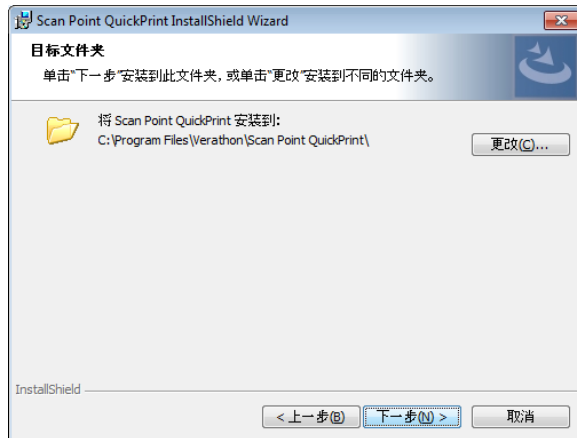 Scan Point QuickPrint InstallShield Wizard
目标文件夹
单击“下一步”安装到此文件夹，或单击“更改”安装到不同的文件夹。
将 Scan Point QuickPrint 安装到:
C:\Program Files\Verathon\Scan Point QuickPrint\
更改(C)...
InstallShield
< 上一步(B)
下一步(N) >
取消